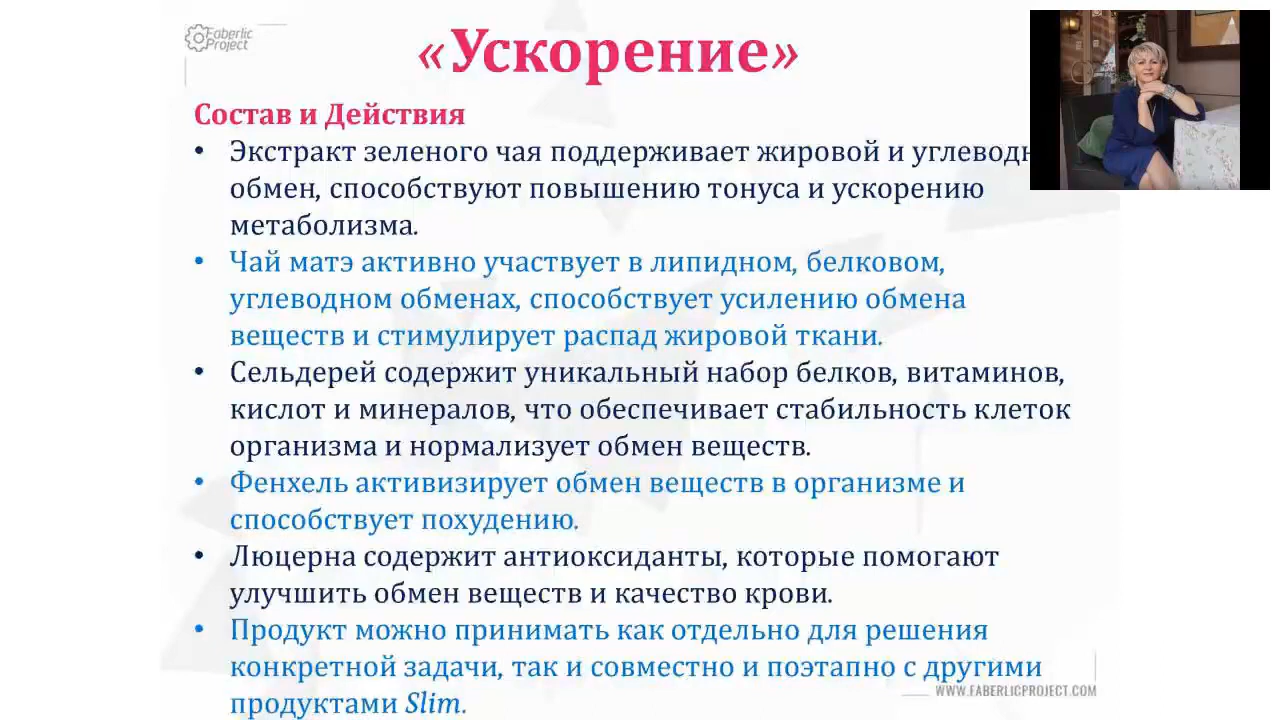 Faberlic
Project
«Ускорение»
Состав и Действия
• Экстракт зеленого чая поддерживает жировой и
обмен, способствуют повышению тонуса и ускорению
метаболизма.
• Чай матэ активно участвует в липидном, белковом,
углеводном обменах, способствует усилению обмена
веществ и стимулирует распад жировой ткани.
• Сельдерей содержит уникальный набор белков, витаминов,
кислот и минералов, что обеспечивает стабильность клеток
организма и нормализует обмен веществ.
• Фенхель активизирует обмен веществ в организме и
способствует похудению.
• Люцерна содержит антиоксиданты, которые помогают
улучшить обмен веществ и качество крови.
• Продукт можно принимать как отдельно для решения
конкретной задачи, так и совместно и поэтапно с другими
продуктами Slim.
WWW.FABERLICPROJECT.COM